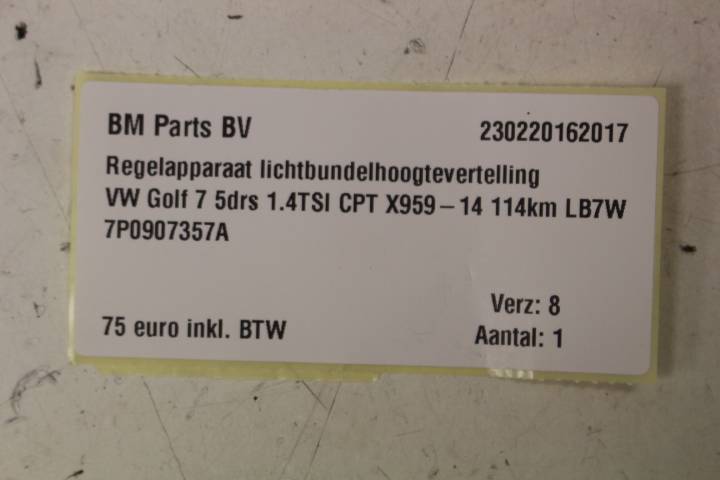 BM Parts BV 230220162017
Regelapparaat lichtbundelhoogtevertelling
VW Golf 7 5drs 1.4TSI CPT X959-14 114km LB7W
7P0907357A
Verz: 8
75 euro inkl. BTW Aantal: 1